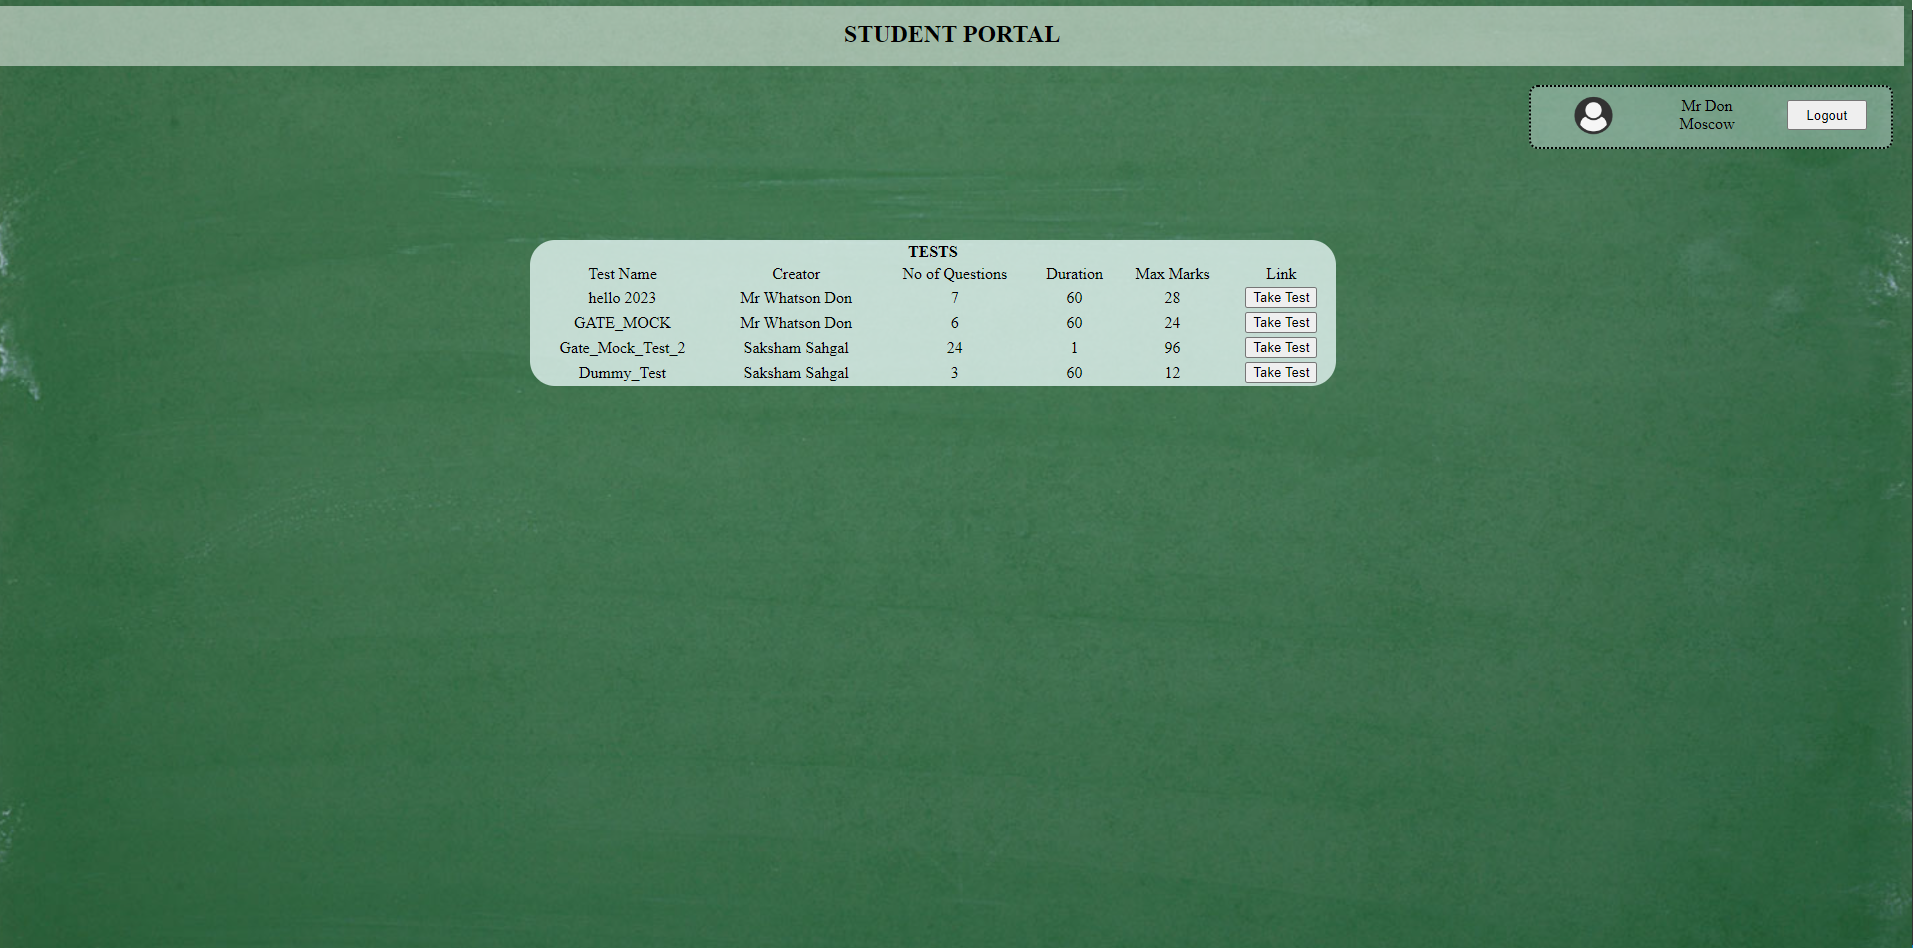 STUDENT PORTAL
Mr Don
Moscow
Logout
TESTS
Test Name Creator No of Questions Duration Max Marks Link
hello 2023 Mr Whatson Don 7 60 28 Take Test
GATE_MOCK Mr Whatson Don 6 60 24 Take Test
Gate_Mock_Test_2 Saksham Sahgal 24 1 96 Take Test
Dummy_Test Saksham Sahgal 3 60 12 Take Test